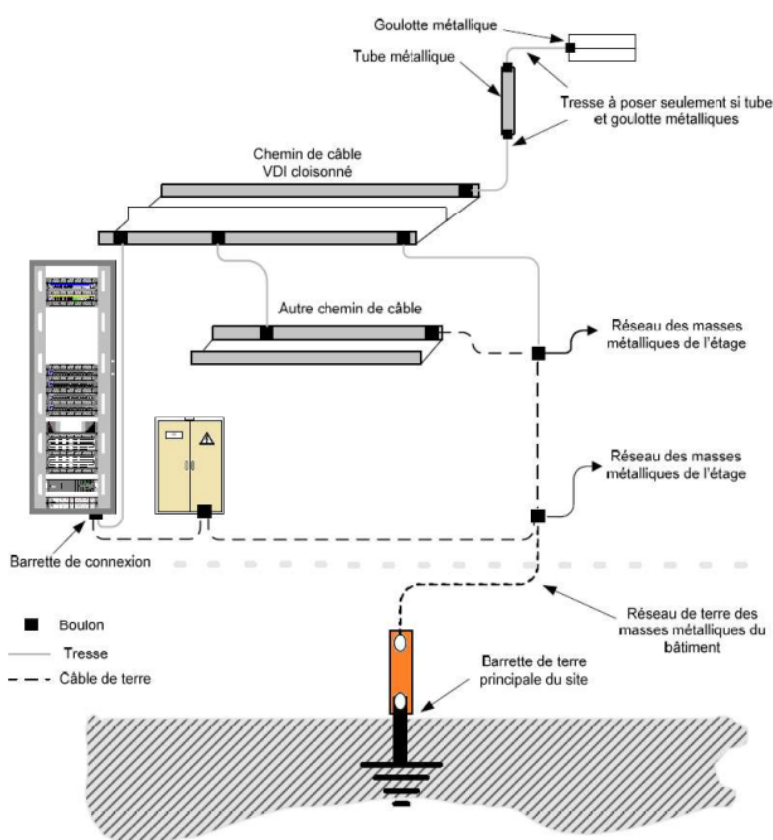 Goulotte métallique
Tube métallique
Tresse à poser seulement si tube
et goulotte métalliques
Chemin de câble
VDI cloisonné
Autre chemin de câble
Réseau des masses
métalliques de l'étage
Réseau des masses
métalliques de l'étage
Barrette de connexion
Réseau de terre des
masses métalliques du
bâtiment
Boulon
Tresse
Câble de terre
Barrette de terre
principale du site